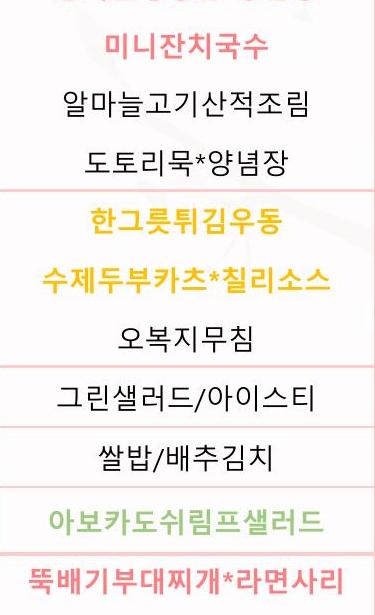 미니잔치국수
알마늘고기산적조림
도토리묵*양념장
한그릇튀김우동
수제두부카츠*칠리소스
오복지무침
그린샐러드/아이스티
쌀밥/배추김치
아보카도쉬림프샐러드
뚝배기부대찌개*라면사리